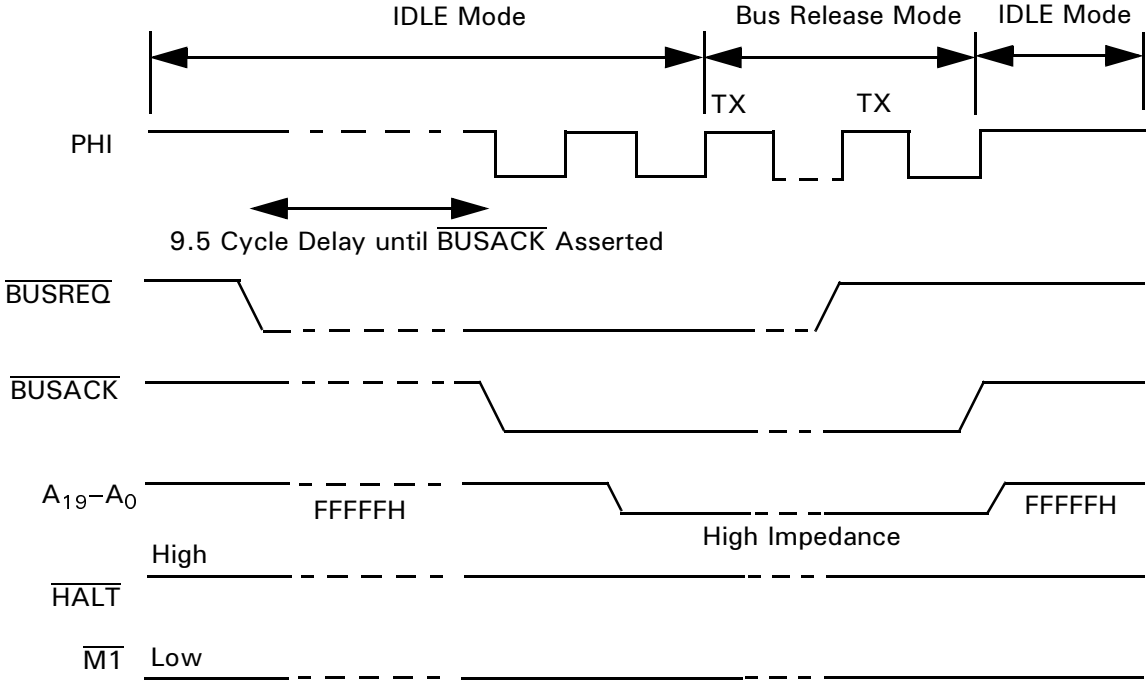 IDLE Mode
Bus Release Mode
IDLE Mode
TX
TX
PHI
9.5 Cycle Delay until BUSACK Asserted
BUSREQ
BUSACK
A19–A0
FFFFFH
FFFFFH
High Impedance
High
HALT
M1
Low